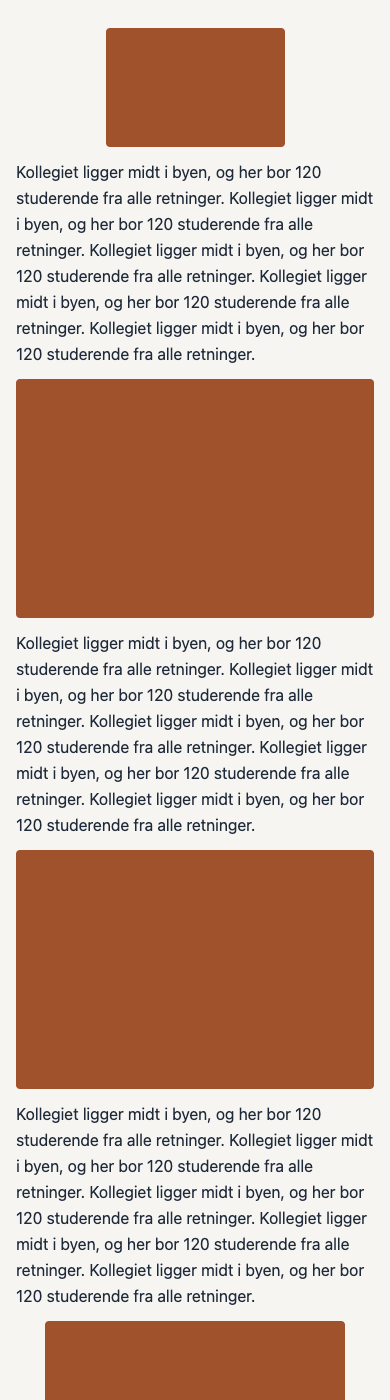 Kollegiet ligger midt i byen, og her bor 120
studerende fra alle retninger. Kollegiet ligger midt
i byen, og her bor 120 studerende fra alle
retninger. Kollegiet ligger midt i byen, og her bor
120 studerende fra alle retninger. Kollegiet ligger
midt i byen, og her bor 120 studerende fra alle
retninger. Kollegiet ligger midt i byen, og her bor
120 studerende fra alle retninger.
Kollegiet ligger midt i byen, og her bor 120
studerende fra alle retninger. Kollegiet ligger midt
i byen, og her bor 120 studerende fra alle
retninger. Kollegiet ligger midt i byen, og her bor
120 studerende fra alle retninger. Kollegiet ligger
midt i byen, og her bor 120 studerende fra alle
retninger. Kollegiet ligger midt i byen, og her bor
120 studerende fra alle retninger.
Kollegiet ligger midt i byen, og her bor 120
studerende fra alle retninger. Kollegiet ligger midt
i byen, og her bor 120 studerende fra alle
retninger. Kollegiet ligger midt i byen, og her bor
120 studerende fra alle retninger. Kollegiet ligger
midt i byen, og her bor 120 studerende fra alle
retninger. Kollegiet ligger midt i byen, og her bor
120 studerende fra alle retninger.